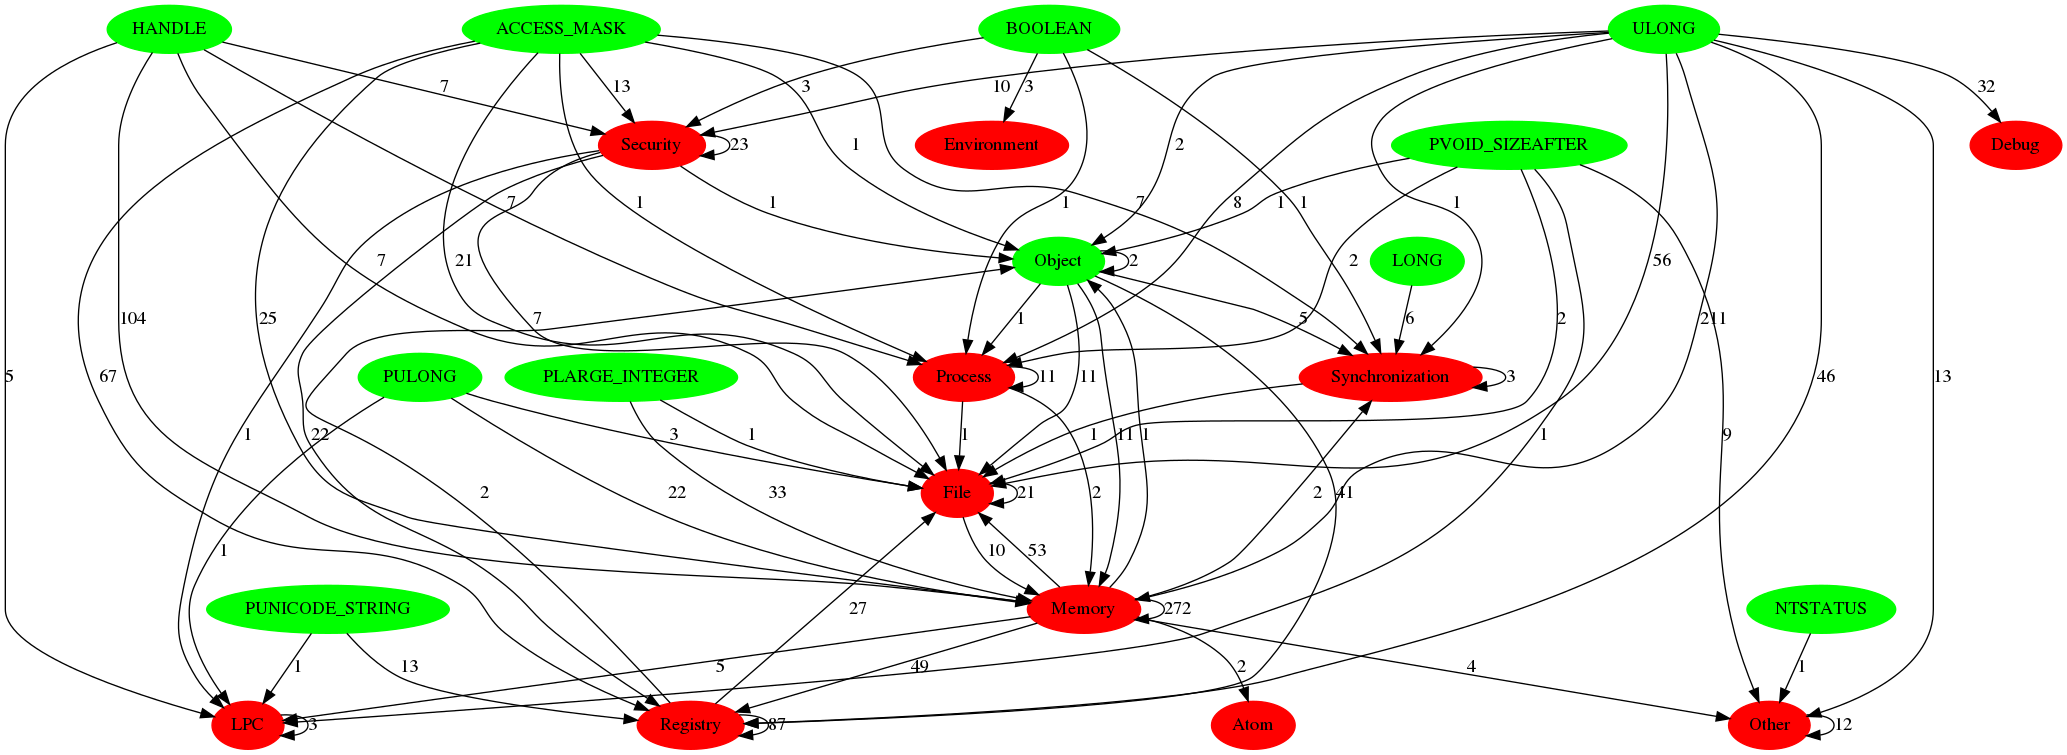 HANDLE ACCESS_MASK BOOLEAN ULONG
7 13 3 3 10 32
Security 23 Environment PVOID_SIZEAFTER Debug
1 2
7 1 1 1 7 1 8 1 1
7 21 Object 2 2 56 LONG
5 104 67 25 7 1 5 6 2 211 46 13
PULONG PLARGE_INTEGER Process 11 Synchronization 3
1 22 3 1 1 11 11 1 1 1 9
2 22 33 File 21 2 2 41
1 10 53
PUNICODE_STRING 27 Memory 272 NTSTATUS
1 13 5 49 2 4 1
LPC 3 Registry 87 Atom Other 12